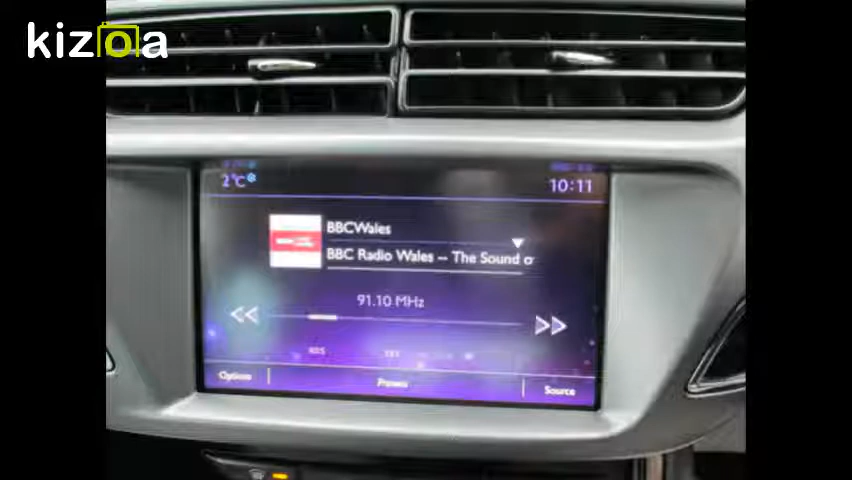 kizoa
2°C
10:11
BBCWales
BBC Radio Wales -- The Sound o
91.10 MHz
Options
Presets
Source